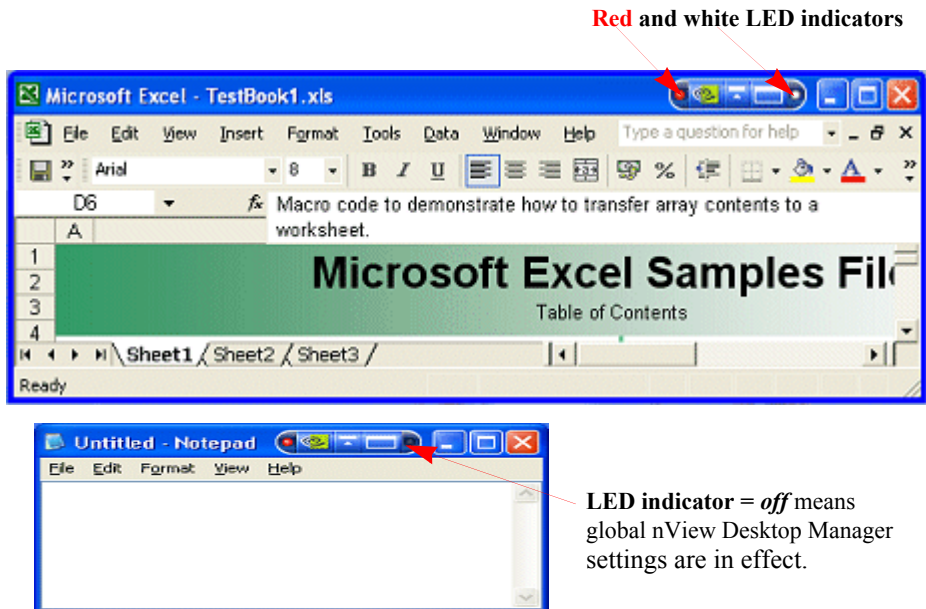 Red and white LED indicators
Microsoft Excel - TestBook1.xls
File Edit View Insert Format Tools Data Window Help Type a question for help
Arial 8 B I U %
D6 fx Macro code to demonstrate how to transfer array contents to a
worksheet.
A
1
Microsoft Excel Samples File
2
3 Table of Contents
4
Sheet1 Sheet2 Sheet3
Ready
Untitled - Notepad
File Edit Format View Help
LED indicator = off means
global nView Desktop Manager
settings are in effect.